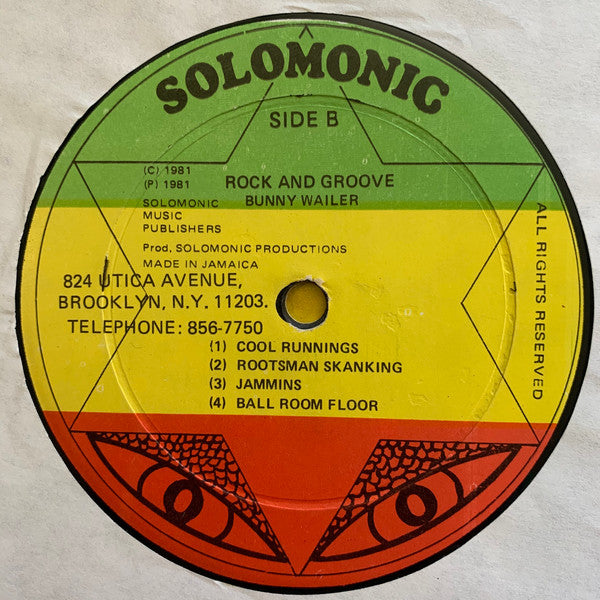 SOLOMONIC
SIDE B
(C) 1981
(P) 1981
ROCK AND GROOVE
SOLOMONIC
BUNNY WAILER
MUSIC
PUBLISHERS
Prod. SOLOMONIC PRODUCTIONS
MADE IN JAMAICA
824 UTICA AVENUE,
BROOKLYN, N.Y. 11203.
TELEPHONE: 856-7750
(1) COOL RUNNINGS
(2) ROOTSMAN SKANKING
(3) JAMMINS
(4) BALL ROOM FLOOR
ALL RIGHTS RESERVED